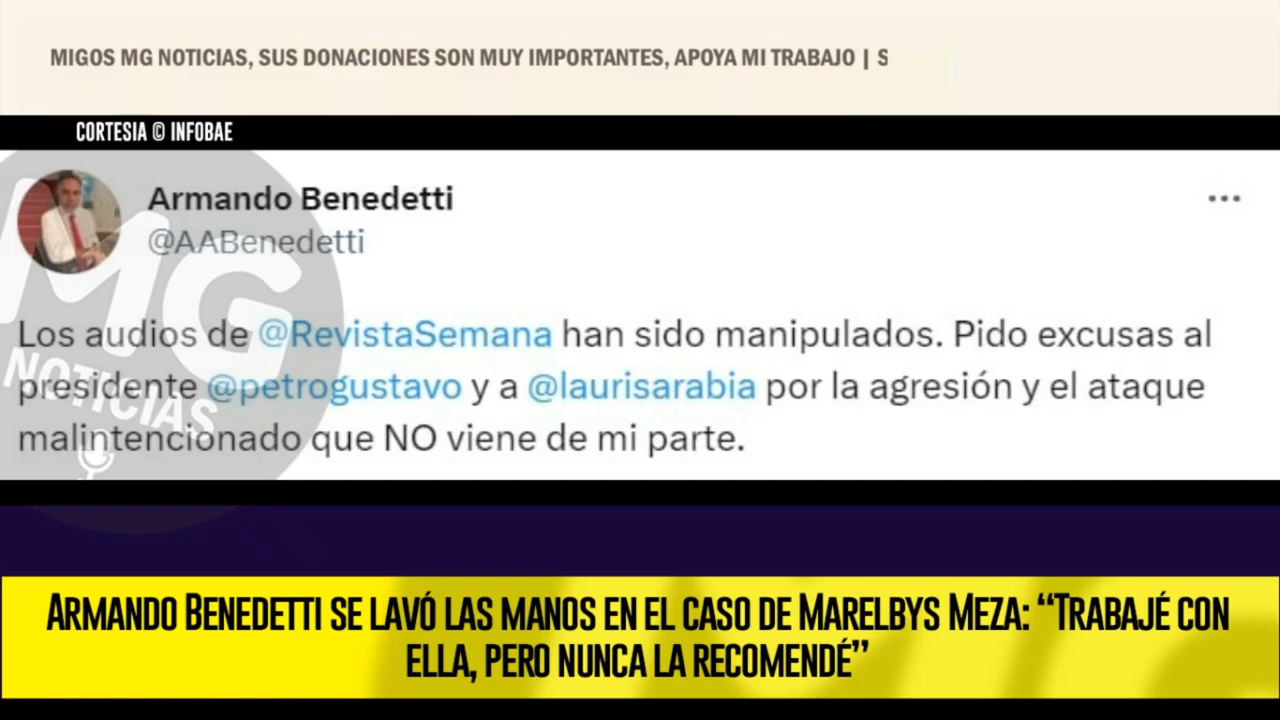 MIGOS MG NOTICIAS, SUS DONACIONES SON MUY IMPORTANTES, APOYA MI TRABAJO | S
CORTESIA © INFOBAE
Armando Benedetti
@AABenedetti
Los audios de @RevistaSemana han sido manipulados. Pido excusas al
presidente @petrogustavo y a @laurisarabia por la agresión y el ataque
malintencionado que NO viene de mi parte.
MG
NOTICIAS
ARMANDO BENEDETTI SE LAVÓ LAS MANOS EN EL CASO DE MARELBYS MEZA: “TRABAJÉ CON
ELLA, PERO NUNCA LA RECOMENDÉ”